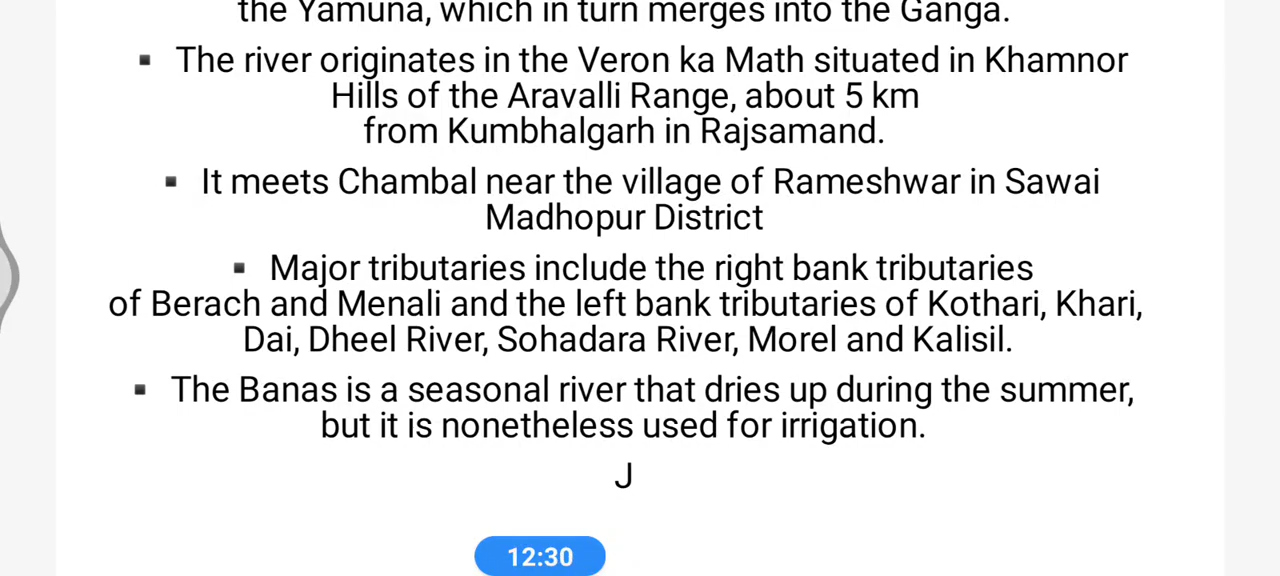 the Yamuna, which in turn merges into the Ganga.
▪ The river originates in the Veron ka Math situated in Khamnor
Hills of the Aravalli Range, about 5 km
from Kumbhalgarh in Rajsamand.
▪ It meets Chambal near the village of Rameshwar in Sawai
Madhopur District
▪ Major tributaries include the right bank tributaries
of Berach and Menali and the left bank tributaries of Kothari, Khari,
Dai, Dheel River, Sohadara River, Morel and Kalisil.
▪ The Banas is a seasonal river that dries up during the summer,
but it is nonetheless used for irrigation.
J
12:30